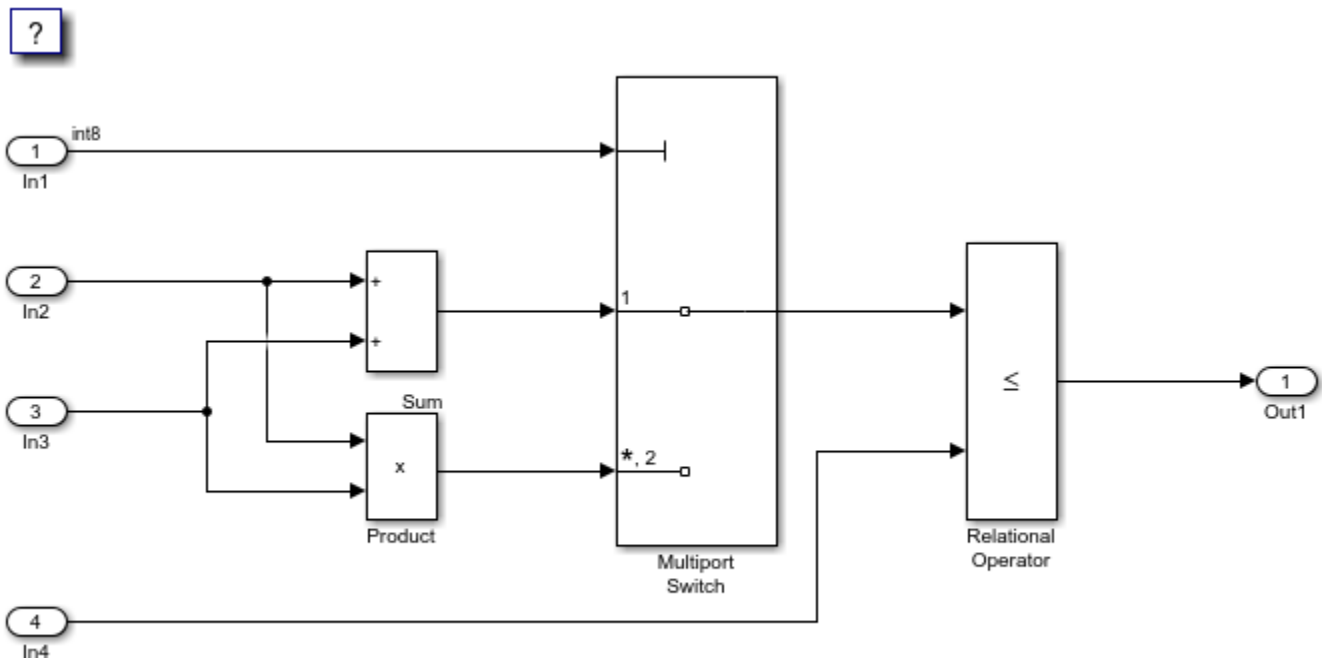 ?
int8
1
In1
2
In2
+
+
1
3
In3
Sum
x
Product
*, 2
Multiport
Switch
≤
Relational
Operator
1
Out1
4
In4